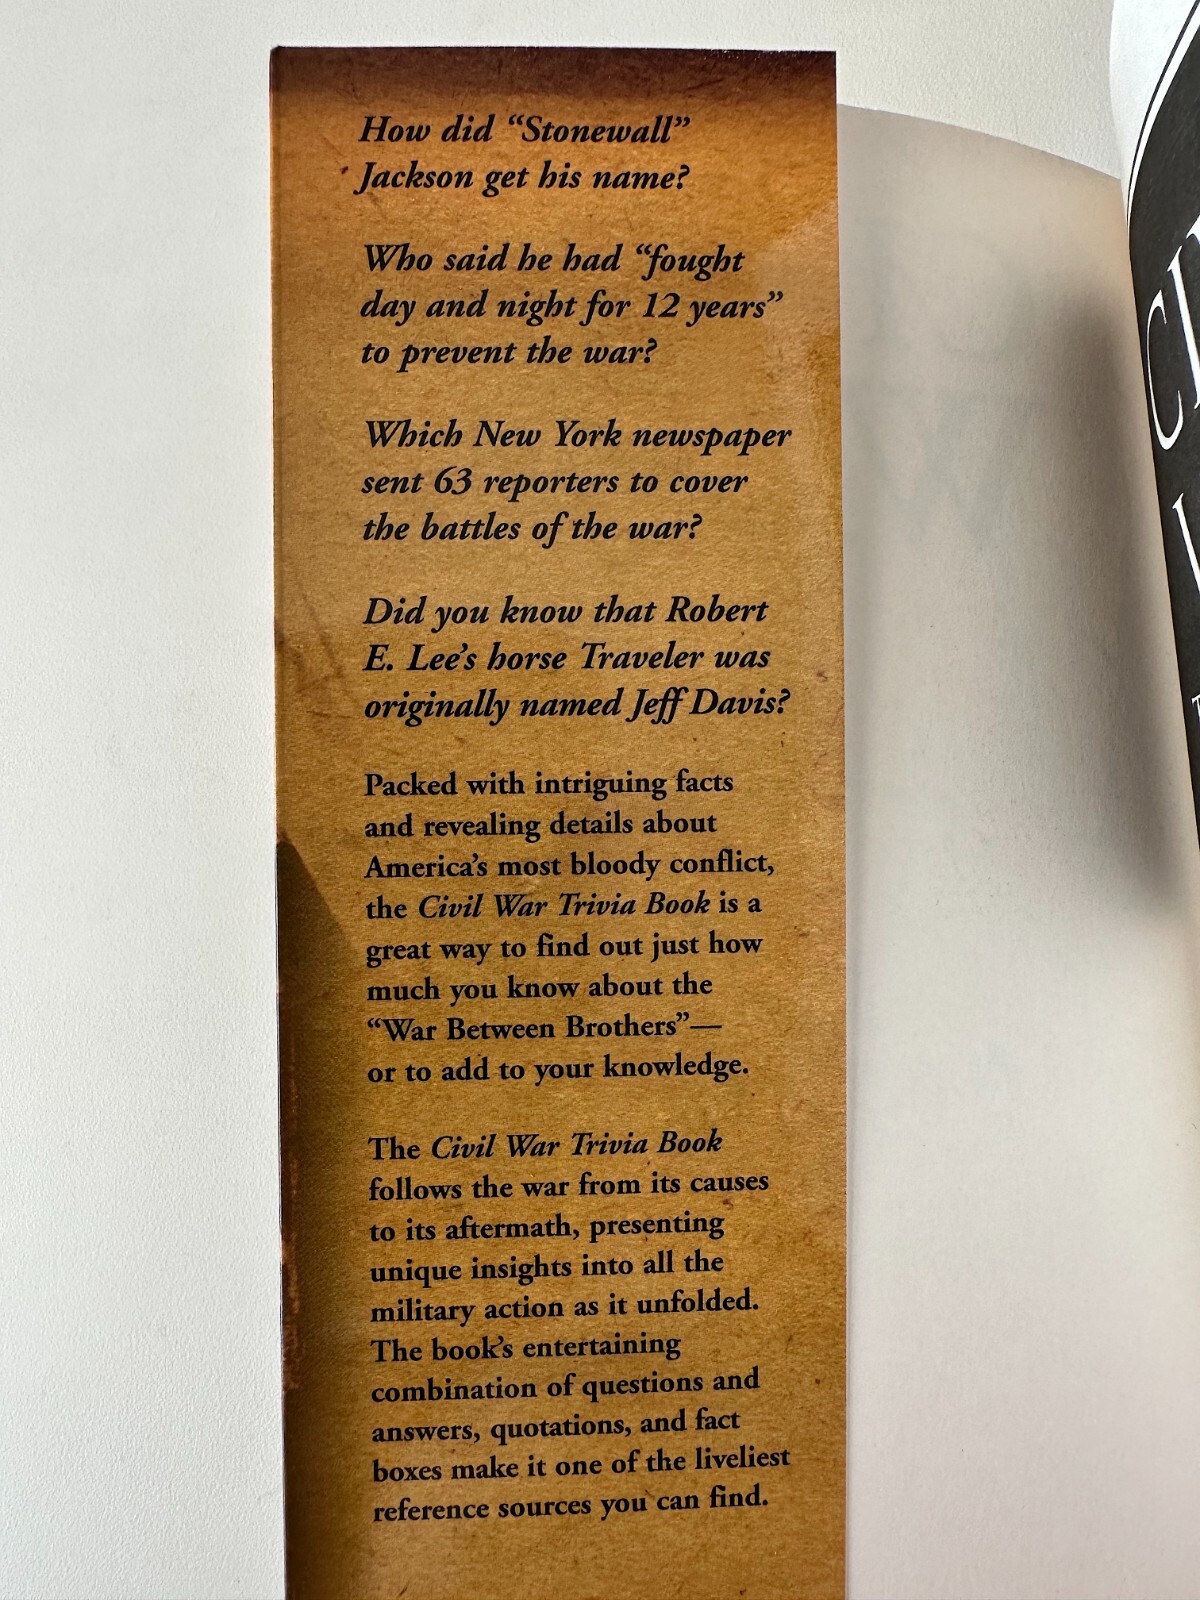 How did “Stonewall”
Jackson get his name?
Who said he had “fought
day and night for 12 years”
to prevent the war?
Which New York newspaper
sent 63 reporters to cover
the battles of the war?
Did you know that Robert
E. Lee’s horse Traveler was
originally named Jeff Davis?
Packed with intriguing facts
and revealing details about
America’s most bloody conflict,
the Civil War Trivia Book is a
great way to find out just how
much you know about the
“War Between Brothers”—
or to add to your knowledge.
The Civil War Trivia Book
follows the war from its causes
to its aftermath, presenting
unique insights into all the
military action as it unfolded.
The book’s entertaining
combination of questions and
answers, quotations, and fact
boxes make it one of the liveliest
reference sources you can find.